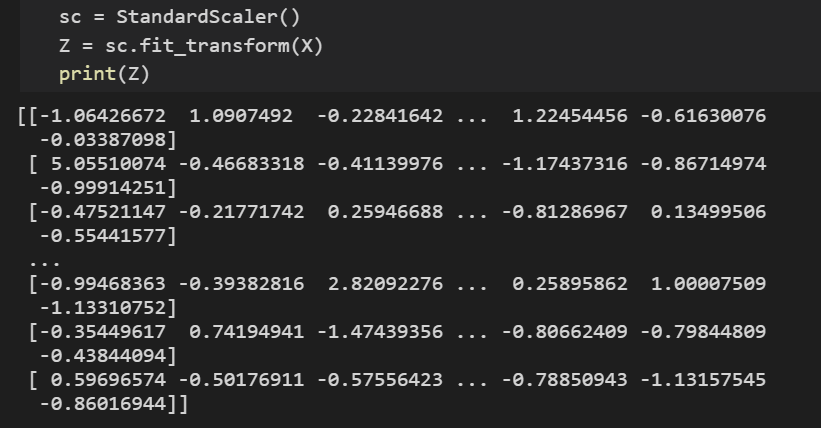 sc = StandardScaler()
Z = sc.fit_transform(X)
print(Z)
[[-1.06426672  1.0907492  -0.22841642 ...  1.22454456 -0.61630076
  -0.03387098]
 [ 5.05510074 -0.46683318 -0.41139976 ... -1.17437316 -0.86714974
  -0.99914251]
 [-0.47521147 -0.21771742  0.25946688 ... -0.81286967  0.13499506
  -0.55441577]
 ...
 [-0.99468363 -0.39382816  2.82092276 ...  0.25895862  1.00007509
  -1.13310752]
 [-0.35449617  0.74194941 -1.47439356 ... -0.80662409 -0.79844809
  -0.43844094]
 [ 0.59696574 -0.50176911 -0.57556423 ... -0.78850943 -1.13157545
  -0.86016944]]